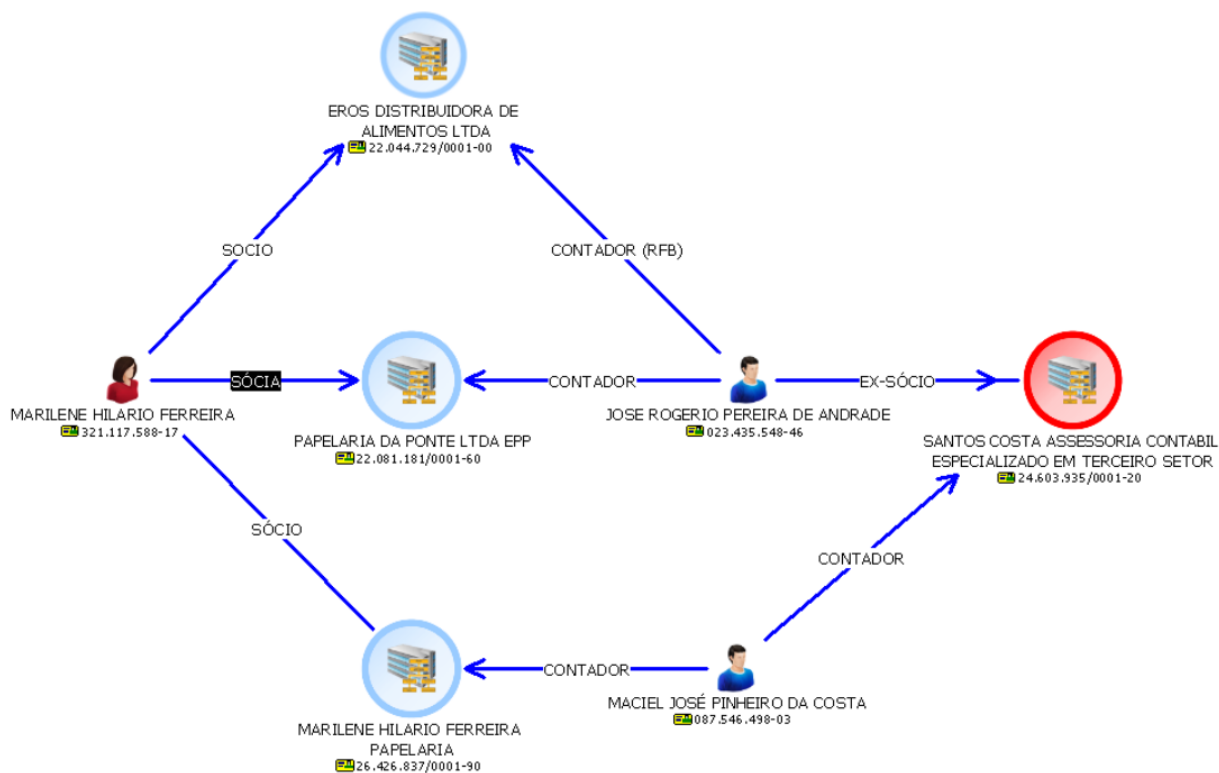 EROS DISTRIBUIDORA DE
ALIMENTOS LTDA
22.044.729/0001-00
SOCIO
CONTADOR (RFB)
SÓCIA
CONTADOR
EX-SÓCIO
MARILENE HILARIO FERREIRA
321.117.588-17
PAPELARIA DA PONTE LTDA EPP
22.081.181/0001-60
JOSE ROGERIO PEREIRA DE ANDRADE
023.435.548-46
SANTOS COSTA ASSESSORIA CONTABIL
ESPECIALIZADO EM TERCEIRO SETOR
24.603.935/0001-20
SÓCIO
CONTADOR
CONTADOR
MACIEL JOSÉ PINHEIRO DA COSTA
087.546.498-03
MARILENE HILARIO FERREIRA
PAPELARIA
26.426.837/0001-90